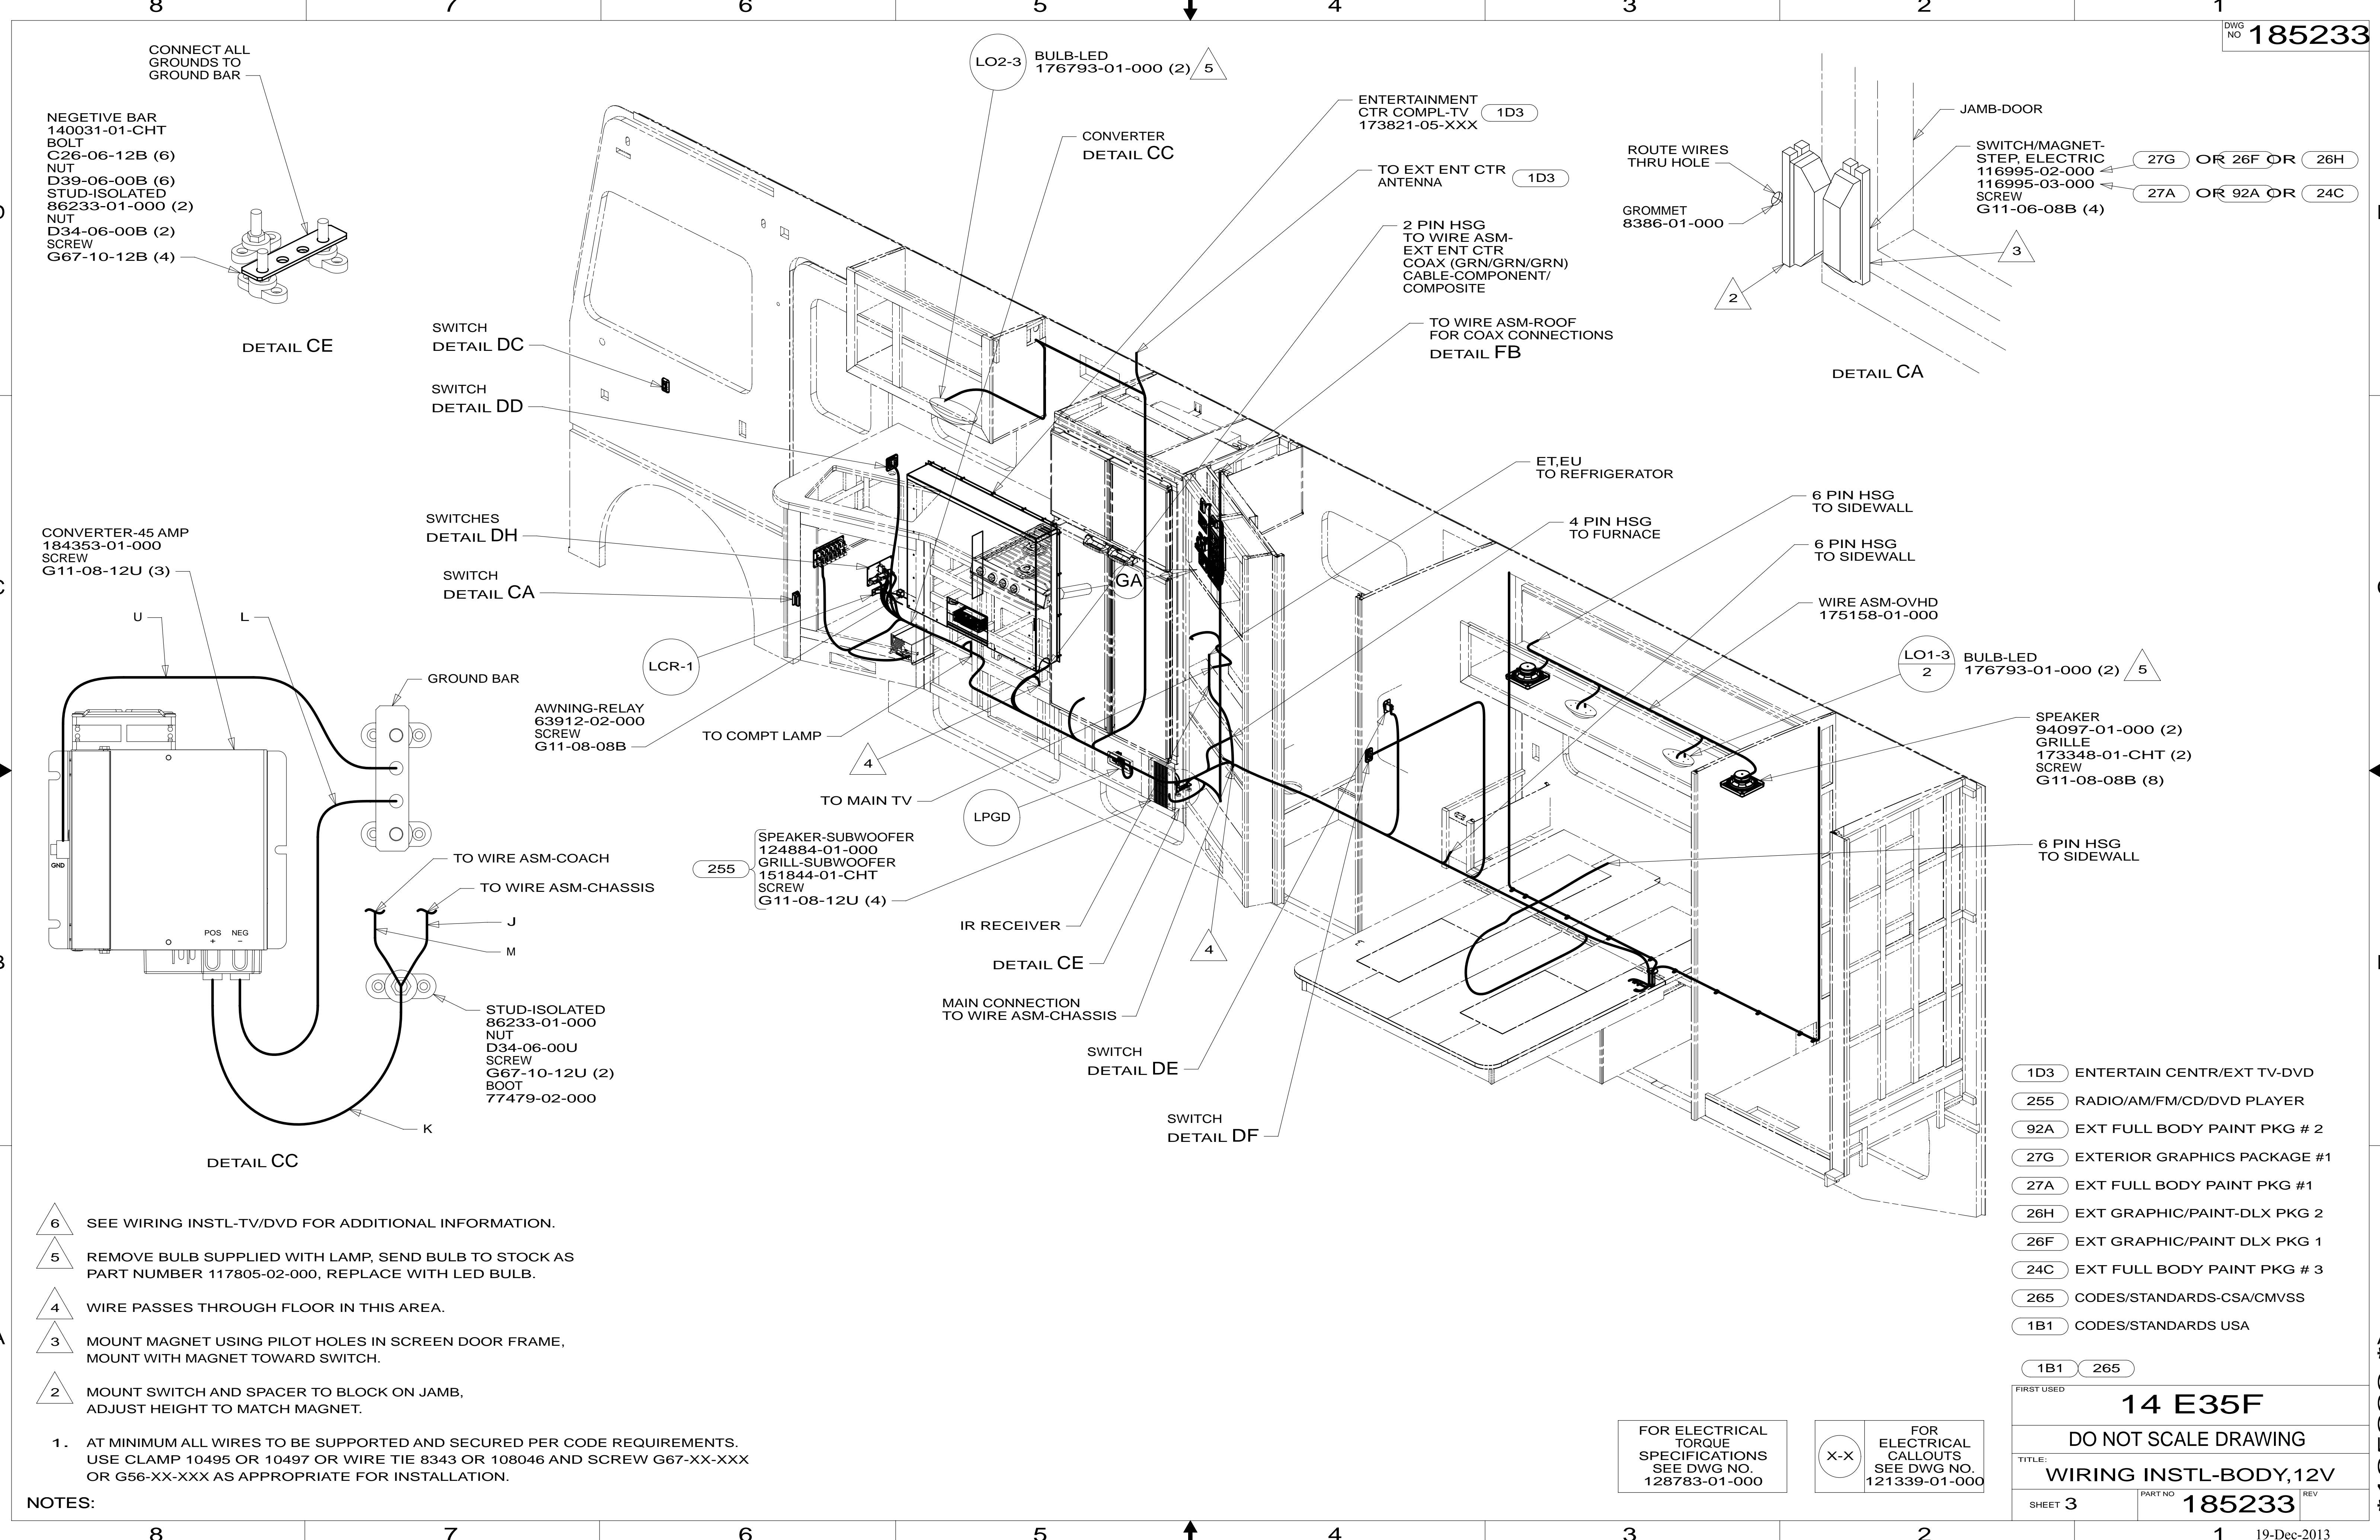 8 7 6 5 4 3 2 1
DWG
NO 185233
CONNECT ALL
GROUNDS TO
GROUND BAR
NEGETIVE BAR
140031-01-CHT
BOLT
C26-06-12B (6)
NUT
D39-06-00B (6)
STUD-ISOLATED
86233-01-000 (2)
NUT
D34-06-00B (2)
SCREW
G67-10-12B (4)
DETAIL CE
LO2-3
BULB-LED
176793-01-000 (2) 5
CONVERTER
DETAIL CC
ENTERTAINMENT
CTR COMPL-TV
173821-05-XXX
1D3
TO EXT ENT CTR
ANTENNA
1D3
2 PIN HSG
TO WIRE ASM-
EXT ENT CTR
COAX (GRN/GRN/GRN)
CABLE-COMPONENT/
COMPOSITE
TO WIRE ASM-ROOF
FOR COAX CONNECTIONS
DETAIL FB
ROUTE WIRES
THRU HOLE
GROMMET
8386-01-000
JAMB-DOOR
SWITCH/MAGNET-
STEP, ELECTRIC
116995-02-000
116995-03-000
SCREW
G11-06-08B (4)
27G OR 26F OR 26H
27A OR 92A OR 24C
3
2
DETAIL CA
SWITCH
DETAIL DC
SWITCH
DETAIL DD
SWITCHES
DETAIL DH
SWITCH
DETAIL CA
LCR-1
AWNING-RELAY
63912-02-000
SCREW
G11-08-08B
TO COMPT LAMP
4
TO MAIN TV
LPGD
255
SPEAKER-SUBWOOFER
124884-01-000
GRILL-SUBWOOFER
151844-01-CHT
SCREW
G11-08-12U (4)
IR RECEIVER
DETAIL CE
MAIN CONNECTION
TO WIRE ASM-CHASSIS
SWITCH
DETAIL DE
SWITCH
DETAIL DF
4
GA
ET,EU
TO REFRIGERATOR
4 PIN HSG
TO FURNACE
6 PIN HSG
TO SIDEWALL
6 PIN HSG
TO SIDEWALL
WIRE ASM-OVHD
175158-01-000
LO1-3
2
BULB-LED
176793-01-000 (2) 5
SPEAKER
94097-01-000 (2)
GRILLE
173348-01-CHT (2)
SCREW
G11-08-08B (8)
6 PIN HSG
TO SIDEWALL
CONVERTER-45 AMP
184353-01-000
SCREW
G11-08-12U (3)
U
L
GROUND BAR
GND
POS
+
NEG
-
TO WIRE ASM-COACH
TO WIRE ASM-CHASSIS
J
M
STUD-ISOLATED
86233-01-000
NUT
D34-06-00U
SCREW
G67-10-12U (2)
BOOT
77479-02-000
K
DETAIL CC
6 SEE WIRING INSTL-TV/DVD FOR ADDITIONAL INFORMATION.
5 REMOVE BULB SUPPLIED WITH LAMP, SEND BULB TO STOCK AS
PART NUMBER 117805-02-000, REPLACE WITH LED BULB.
4 WIRE PASSES THROUGH FLOOR IN THIS AREA.
3 MOUNT MAGNET USING PILOT HOLES IN SCREEN DOOR FRAME,
MOUNT WITH MAGNET TOWARD SWITCH.
2 MOUNT SWITCH AND SPACER TO BLOCK ON JAMB,
ADJUST HEIGHT TO MATCH MAGNET.
1. AT MINIMUM ALL WIRES TO BE SUPPORTED AND SECURED PER CODE REQUIREMENTS.
USE CLAMP 10495 OR 10497 OR WIRE TIE 8343 OR 108046 AND SCREW G67-XX-XXX
OR G56-XX-XXX AS APPROPRIATE FOR INSTALLATION.
NOTES:
1D3 ENTERTAIN CENTR/EXT TV-DVD
255 RADIO/AM/FM/CD/DVD PLAYER
92A EXT FULL BODY PAINT PKG # 2
27G EXTERIOR GRAPHICS PACKAGE #1
27A EXT FULL BODY PAINT PKG #1
26H EXT GRAPHIC/PAINT-DLX PKG 2
26F EXT GRAPHIC/PAINT DLX PKG 1
24C EXT FULL BODY PAINT PKG # 3
265 CODES/STANDARDS-CSA/CMVSS
1B1 CODES/STANDARDS USA
1B1 265
FOR ELECTRICAL
TORQUE
SPECIFICATIONS
SEE DWG NO.
128783-01-000
X-X
FOR
ELECTRICAL
CALLOUTS
SEE DWG NO.
121339-01-000
FIRST USED
14 E35F
DO NOT SCALE DRAWING
TITLE:
WIRING INSTL-BODY,12V
SHEET 3
PART NO 185233
REV
8 7 6 5 4 3 2 1
19-Dec-2013